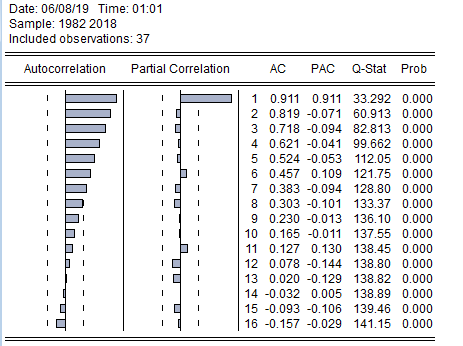 Date: 06/08/19 Time: 01:01
Sample: 1982 2018
Included observations: 37
Autocorrelation Partial Correlation AC PAC Q-Stat Prob
1 0.911 0.911 33.292 0.000
2 0.819 -0.071 60.913 0.000
3 0.718 -0.094 82.813 0.000
4 0.621 -0.041 99.662 0.000
5 0.524 -0.053 112.05 0.000
6 0.457 0.109 121.75 0.000
7 0.383 -0.094 128.80 0.000
8 0.303 -0.101 133.37 0.000
9 0.230 -0.013 136.10 0.000
10 0.165 -0.011 137.55 0.000
11 0.127 0.130 138.45 0.000
12 0.078 -0.144 138.80 0.000
13 0.020 -0.129 138.82 0.000
14 -0.032 0.005 138.89 0.000
15 -0.093 -0.106 139.46 0.000
16 -0.157 -0.029 141.15 0.000